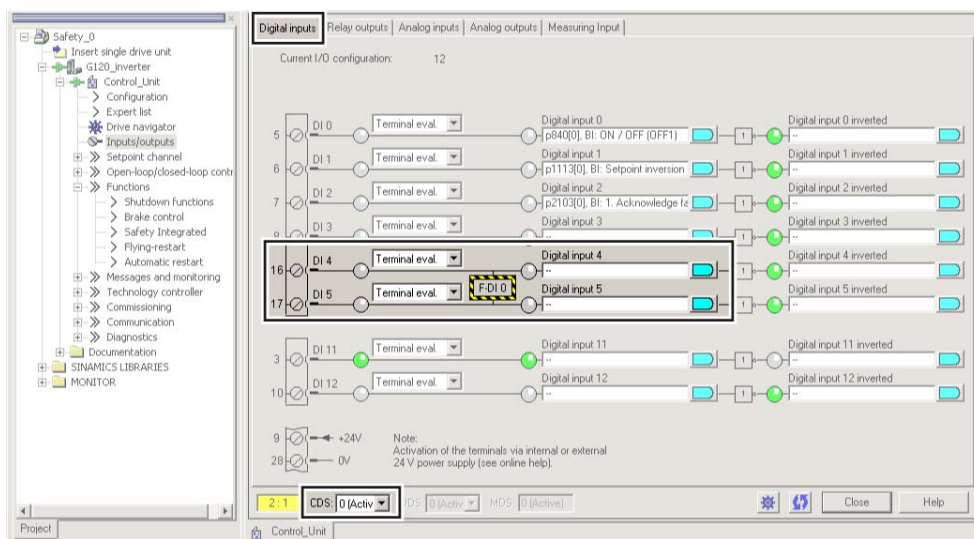 Safety_0
Insert single drive unit
G120_inverter
Control_Unit
Configuration
Expert list
Drive navigator
Inputs/outputs
Setpoint channel
Open-loop/closed-loop contr
Functions
Shutdown functions
Brake control
Safety Integrated
Flying-restart
Automatic restart
Messages and monitoring
Technology controller
Commissioning
Communication
Diagnostics
Documentation
SINAMICS LIBRARIES
MONITOR
Project
Digital inputs Relay outputs Analog inputs Analog outputs Measuring Input
Current I/O configuration: 12
Digital input 0 Digital input 0 inverted
5 DI 0 Terminal eval. p840[0], BI: ON / OFF (OFF1) 1 --
Digital input 1 Digital input 1 inverted
6 DI 1 Terminal eval. p1113[0], BI: Setpoint inversion 1 --
Digital input 2 Digital input 2 inverted
7 DI 2 Terminal eval. p2103[0], BI: 1. Acknowledge fa 1 --
Digital input 3 Digital input 3 inverted
8 DI 3 Terminal eval. -- 1 --
Digital input 4 Digital input 4 inverted
16 DI 4 Terminal eval. -- 1 --
F-DI 0
Digital input 5 Digital input 5 inverted
17 DI 5 Terminal eval. -- 1 --
Digital input 11 Digital input 11 inverted
3 DI 11 Terminal eval. -- 1 --
Digital input 12 Digital input 12 inverted
10 DI 12 Terminal eval. -- 1 --
9 +24V Note:
Activation of the terminals via internal or external
28 0V 24 V power supply (see online help).
2:1 CDS: 0 (Activ DS: 0 (Activ MDS: 0 (Active) Close Help
Control_Unit